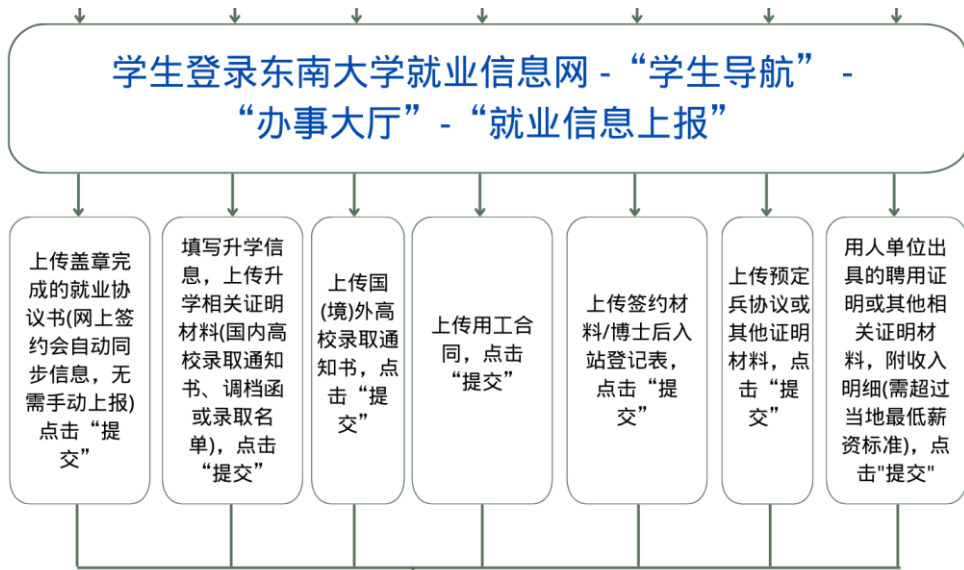 学生登录东南大学就业信息网 -“学生导航” -
“办事大厅”-“就业信息上报”
上传盖章完
成的就业协
议书(网上签
约会自动同
步信息，无
需手动上报)
点击“提
交”
填写升学信
息，上传升
学相关证明
材料(国内高
校录取通知
书、调档函
或录取名
单)，点击
“提交”
上传国
(境)外高
校录取通
知书，点
击“提
交”
上传用工合
同，点击
“提交”
上传签约材
料/博士后入
站登记表，
点击“提
交”
上传预定
兵协议或
其他证明
材料，点
击“提
交”
用人单位出
具的聘用证
明或其他相
关证明材
料，附收入
明细(需超过
当地最低薪
资标准)，点
击"提交"